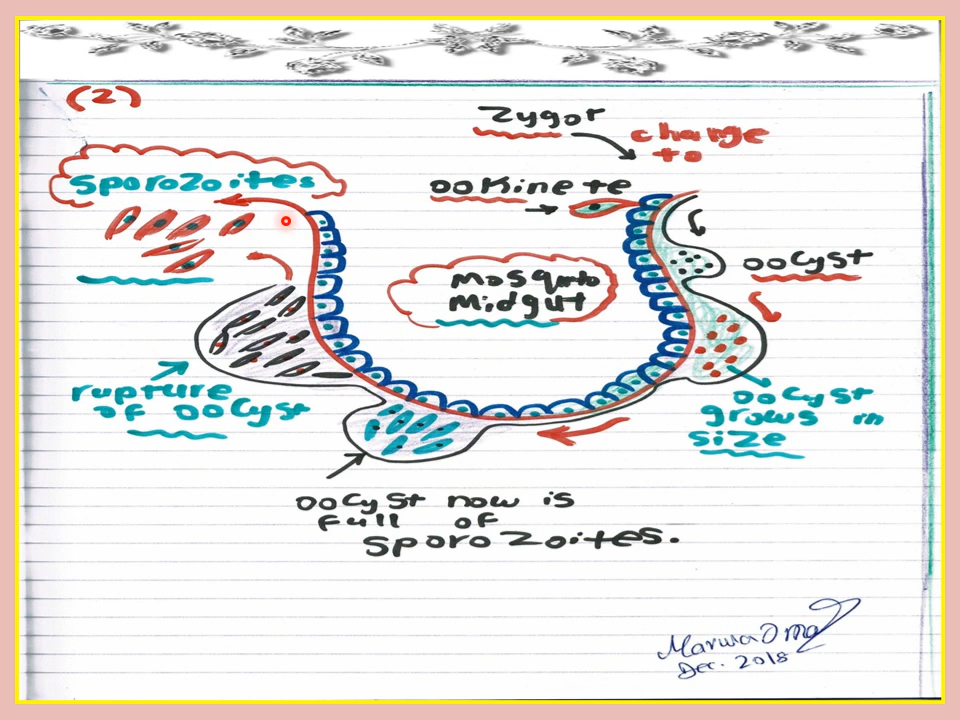 (2)
Zygot
change
to
Sporozoites
ookinete
oocyst
Mosquito
Midgut
rupture
of oocyst
oocyst
grows in
size
oocyst now is
full of
sporozoites.
Marwa Omar
Dec. 2018